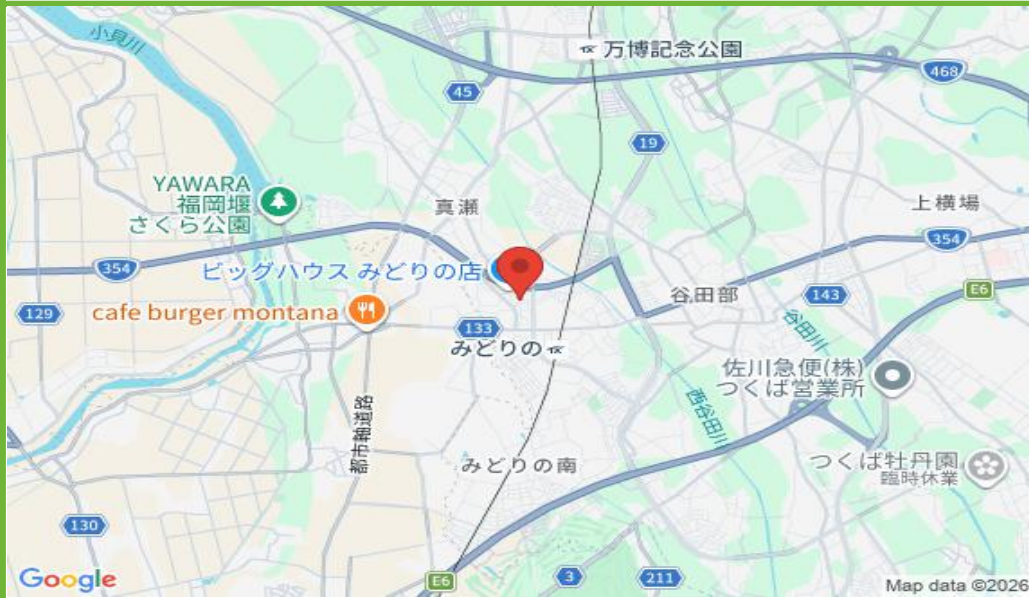 小貝川
万博記念公園
468
45
19
YAWARA
福岡堰
さくら公園
真瀬
上横場
354
354
ビッグハウス みどりの店
E6
谷田部
143
129
cafe burger montana
133
谷田川
みどりの
佐川急便(株)
つくば営業所
都市軸道路
西谷田川
みどりの南
つくば牡丹園
臨時休業
130
Google
E6
3
211
Map data ©2026